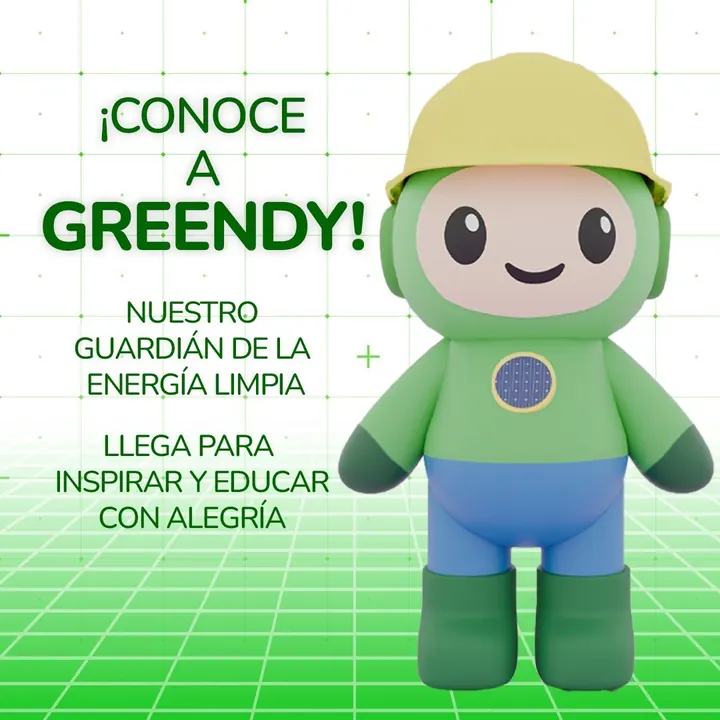 ¡CONOCE
A
GREENDY!
NUESTRO
GUARDIÁN DE LA
ENERGÍA LIMPIA
LLEGA PARA
INSPIRAR Y EDUCAR
CON ALEGRÍA